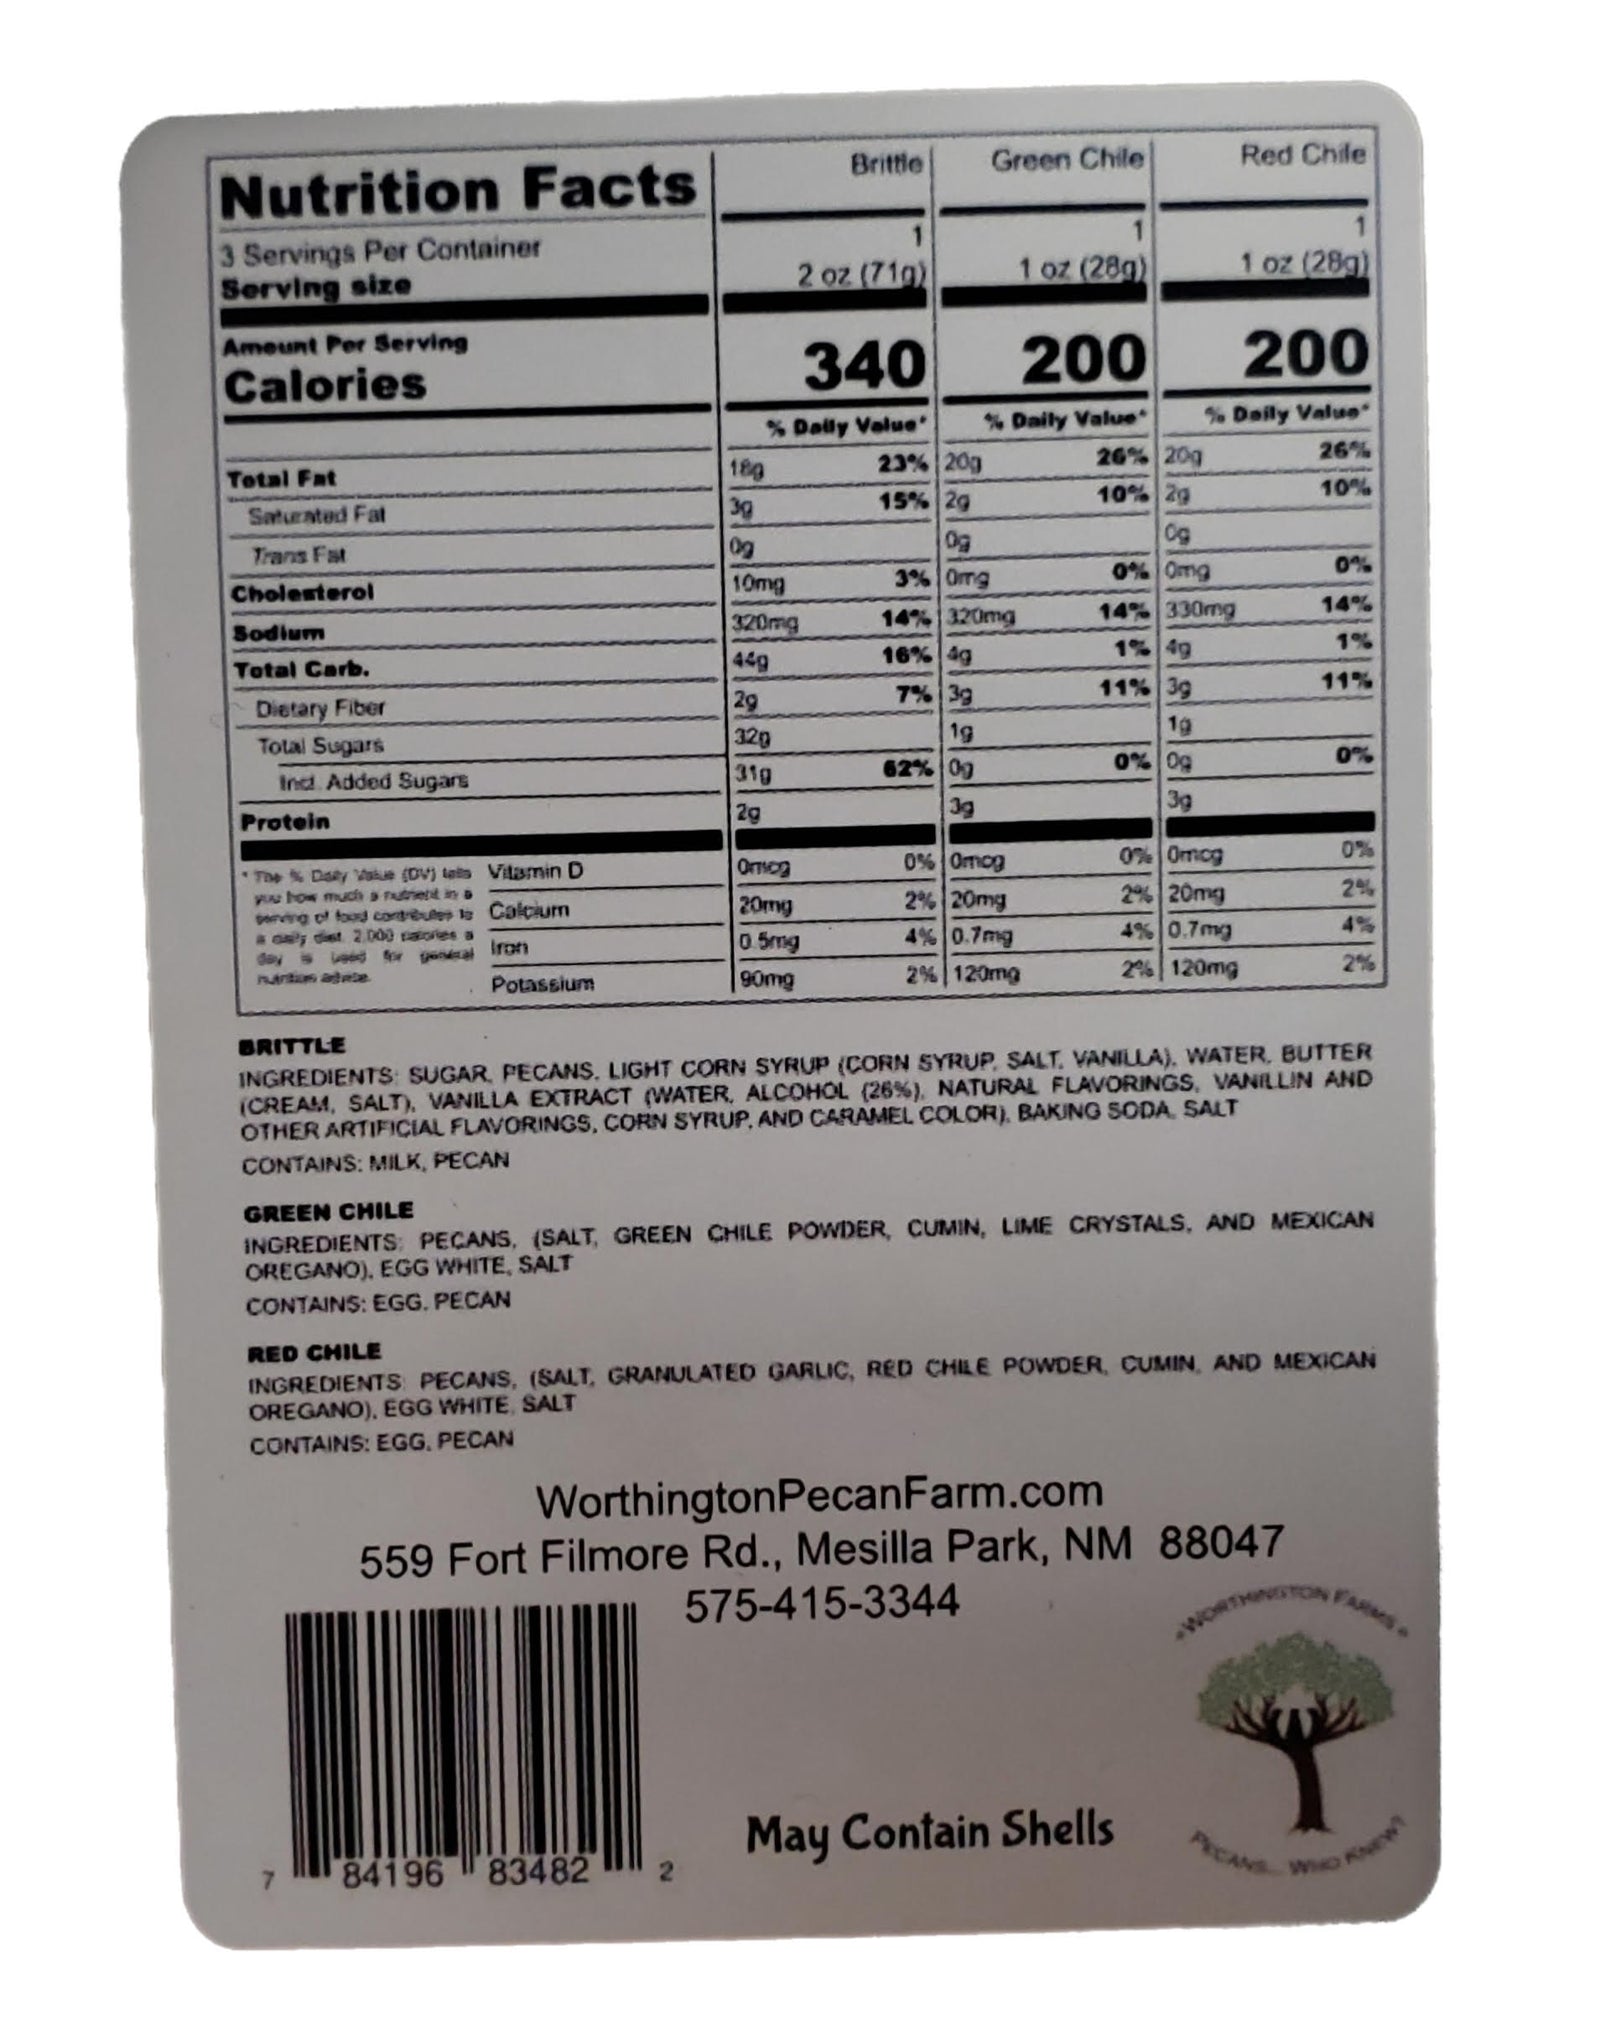 Nutrition Facts Brittle Green Chile Red Chile
3 Servings Per Container 1 1 1
Serving size 2 oz (71g) 1 oz (28g) 1 oz (28g)
Amount Per Serving
Calories 340 200 200
% Daily Value* % Daily Value* % Daily Value*
Total Fat 18g 23% 20g 26% 20g 26%
Saturated Fat 3g 15% 2g 10% 2g 10%
Trans Fat 0g 0g 0g
Cholesterol 10mg 3% 0mg 0% 0mg 0%
Sodium 320mg 14% 320mg 14% 330mg 14%
Total Carb. 44g 16% 4g 1% 4g 1%
Dietary Fiber 2g 7% 3g 11% 3g 11%
Total Sugars 32g 1g 1g
Incl. Added Sugars 31g 62% 0g 0% 0g 0%
Protein 2g 3g 3g
* The % Daily Value (DV) tells
you how much a nutrient in a
serving of food contributes to
a daily diet. 2,000 calories a
day is used for general
nutrition advice.
Vitamin D 0mcg 0% 0mcg 0% 0mcg 0%
Calcium 20mg 2% 20mg 2% 20mg 2%
Iron 0.5mg 4% 0.7mg 4% 0.7mg 4%
Potassium 90mg 2% 120mg 2% 120mg 2%
BRITTLE
INGREDIENTS: SUGAR, PECANS, LIGHT CORN SYRUP (CORN SYRUP, SALT, VANILLA), WATER, BUTTER
(CREAM, SALT), VANILLA EXTRACT (WATER, ALCOHOL (26%), NATURAL FLAVORINGS, VANILLIN AND
OTHER ARTIFICIAL FLAVORINGS, CORN SYRUP, AND CARAMEL COLOR), BAKING SODA, SALT
CONTAINS: MILK, PECAN
GREEN CHILE
INGREDIENTS: PECANS, (SALT, GREEN CHILE POWDER, CUMIN, LIME CRYSTALS, AND MEXICAN
OREGANO), EGG WHITE, SALT
CONTAINS: EGG, PECAN
RED CHILE
INGREDIENTS: PECANS, (SALT, GRANULATED GARLIC, RED CHILE POWDER, CUMIN, AND MEXICAN
OREGANO), EGG WHITE, SALT
CONTAINS: EGG, PECAN
WorthingtonPecanFarm.com
559 Fort Filmore Rd., Mesilla Park, NM 88047
575-415-3344
WORTHINGTON FARMS
PECANS... WHO KNEW?
May Contain Shells
7 84196 83482 2